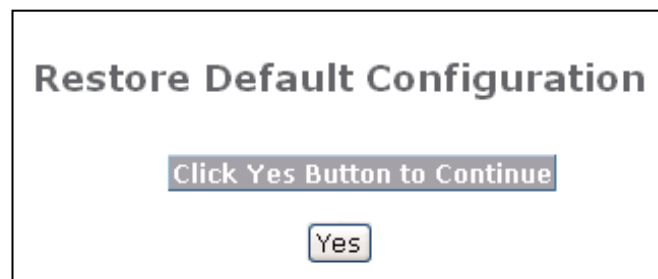 Restore Default Configuration
Click Yes Button to Continue
Yes